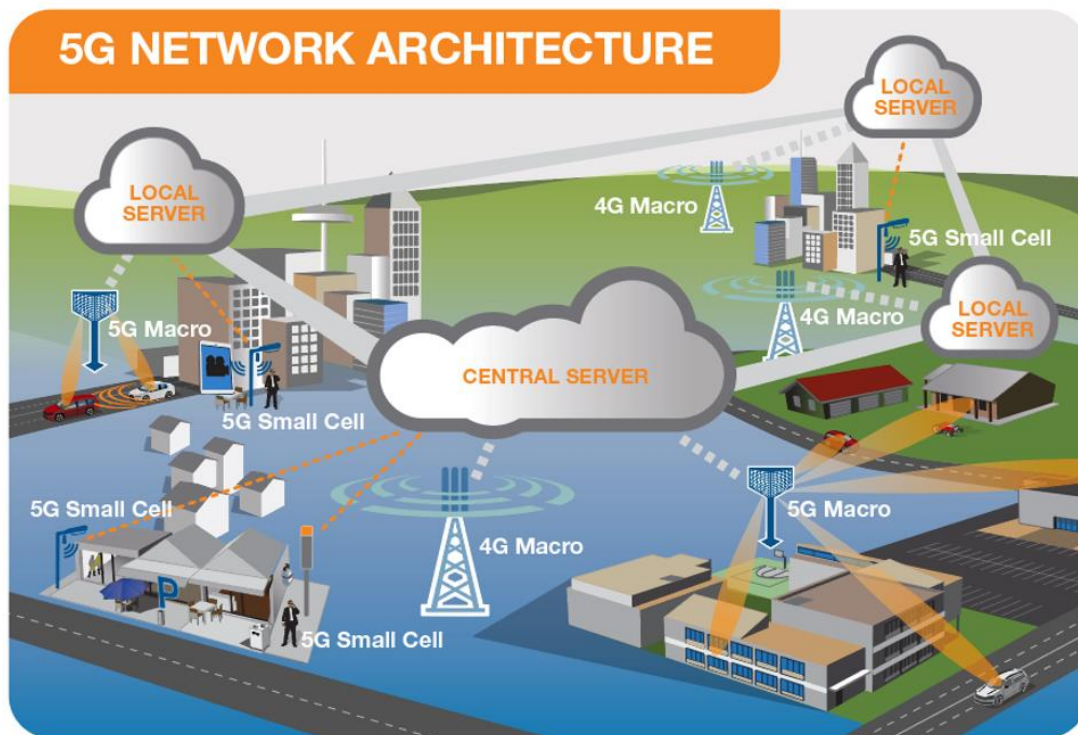 5G NETWORK ARCHITECTURE
LOCAL
SERVER
LOCAL
SERVER
4G Macro
5G Small Cell
5G Macro
4G Macro
LOCAL
SERVER
CENTRAL SERVER
5G Small Cell
5G Small Cell
5G Macro
4G Macro
P
5G Small Cell